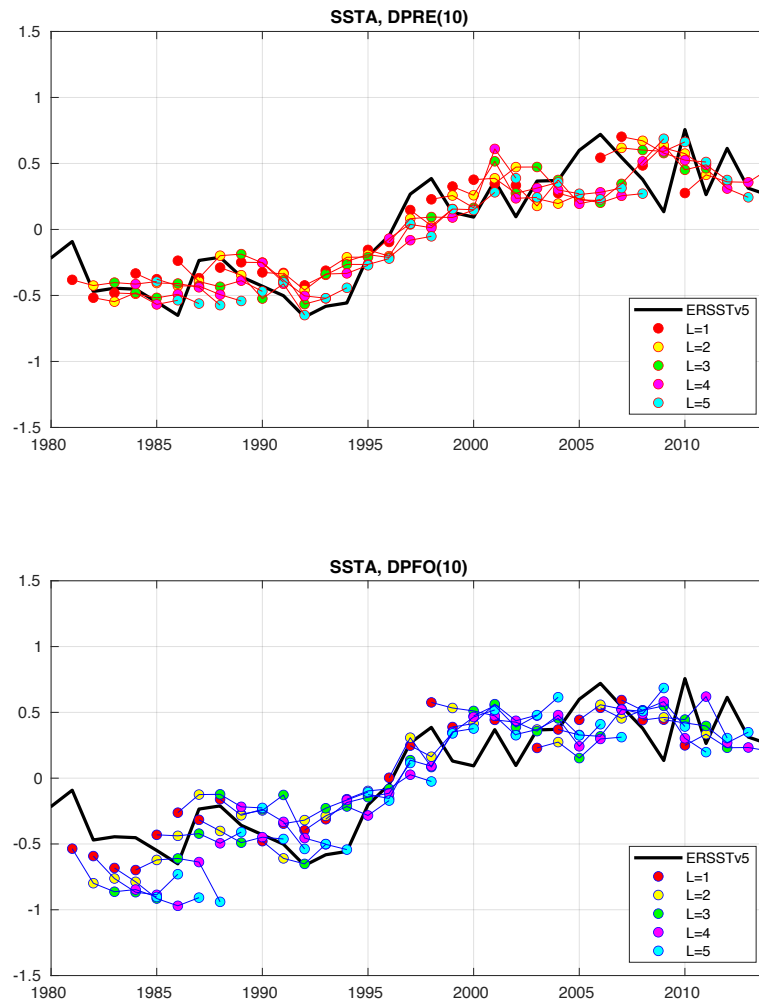 SSTA, DPRE(10)
1.5
1
0.5
0
-0.5
-1
-1.5
1980 1985 1990 1995 2000 2005 2010
ERSSTv5
L=1
L=2
L=3
L=4
L=5
SSTA, DPFO(10)
1.5
1
0.5
0
-0.5
-1
-1.5
1980 1985 1990 1995 2000 2005 2010
ERSSTv5
L=1
L=2
L=3
L=4
L=5